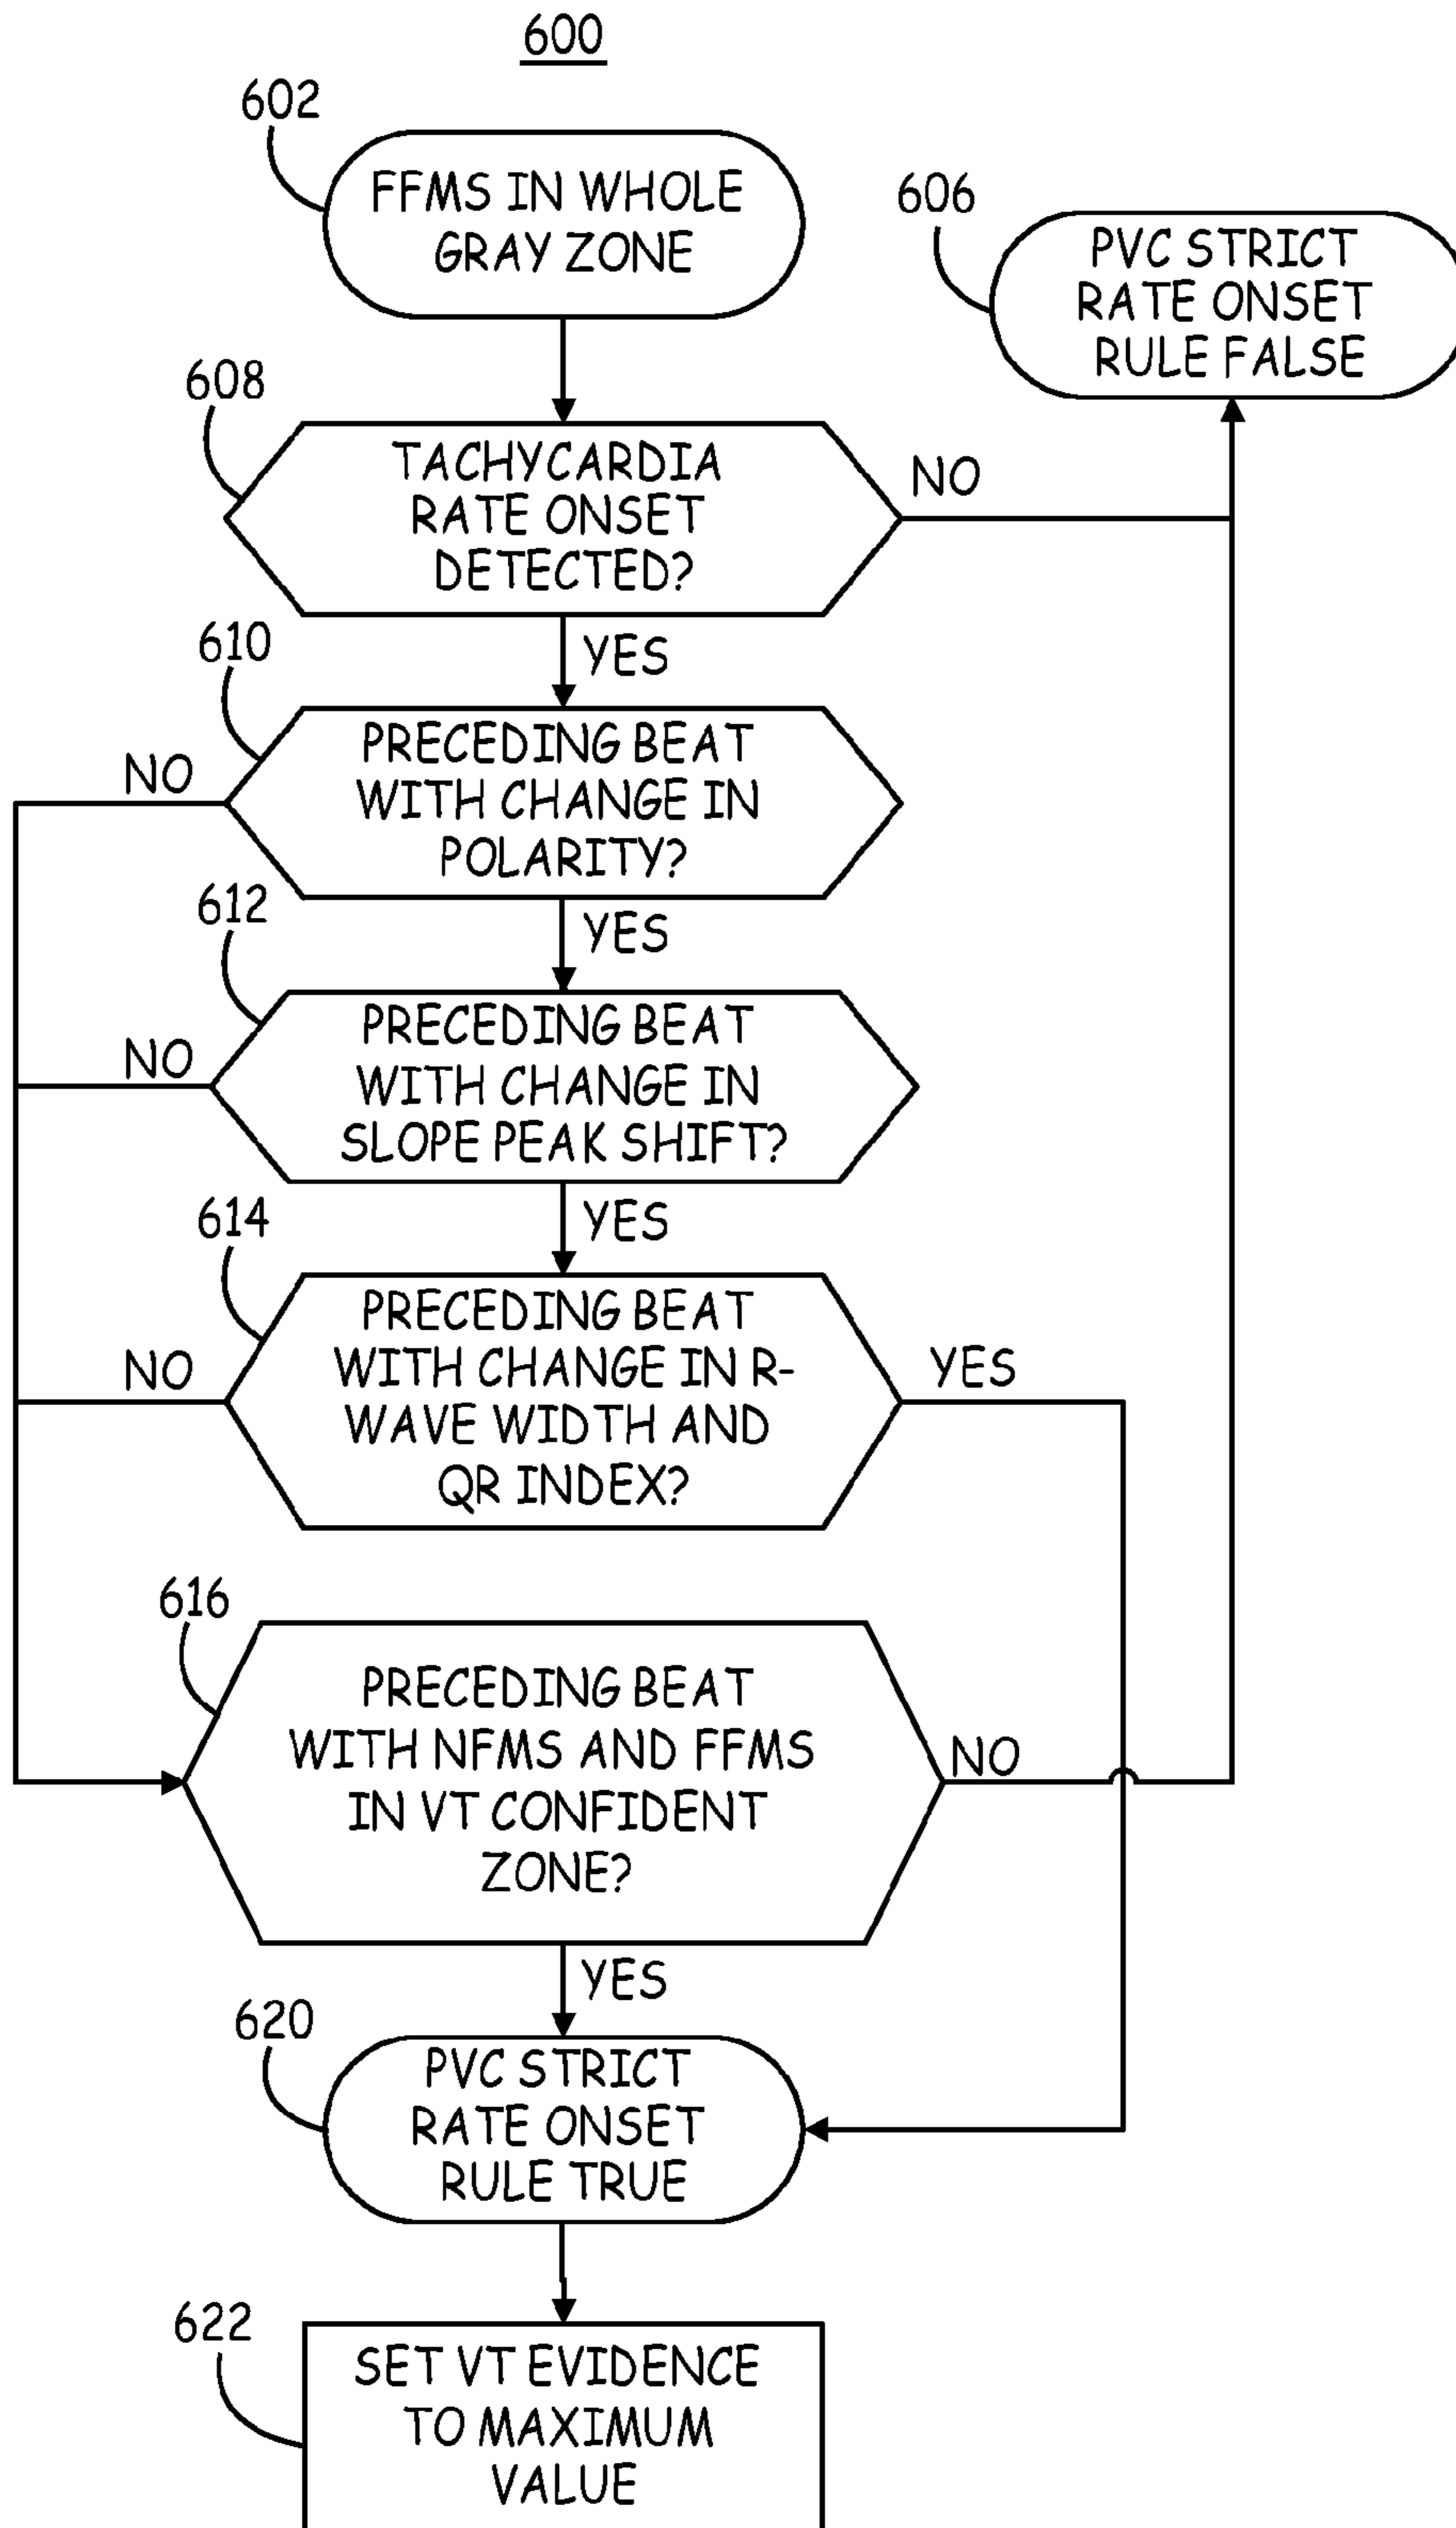 600
602
FFMS IN WHOLE
GRAY ZONE
606
PVC STRICT
RATE ONSET
RULE FALSE
608
TACHYCARDIA
RATE ONSET
DETECTED?
NO
YES
610
PRECEDING BEAT
WITH CHANGE IN
POLARITY?
NO
YES
612
PRECEDING BEAT
WITH CHANGE IN
SLOPE PEAK SHIFT?
NO
YES
614
PRECEDING BEAT
WITH CHANGE IN R-
WAVE WIDTH AND
QR INDEX?
NO
YES
616
PRECEDING BEAT
WITH NFMS AND FFMS
IN VT CONFIDENT
ZONE?
NO
YES
620
PVC STRICT
RATE ONSET
RULE TRUE
622
SET VT EVIDENCE
TO MAXIMUM
VALUE